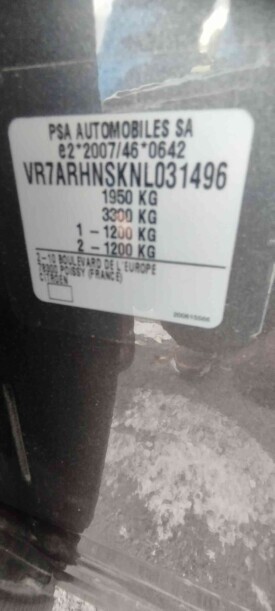 PSA AUTOMOBILES SA
e2*2007/46*0642
VR7ARHNSKNL031496
1950 KG
3300 KG
1 - 1200 KG
2 - 1200 KG
2-10 BOULEVARD DE L'EUROPE
78300 POISSY (FRANCE)
CITROEN